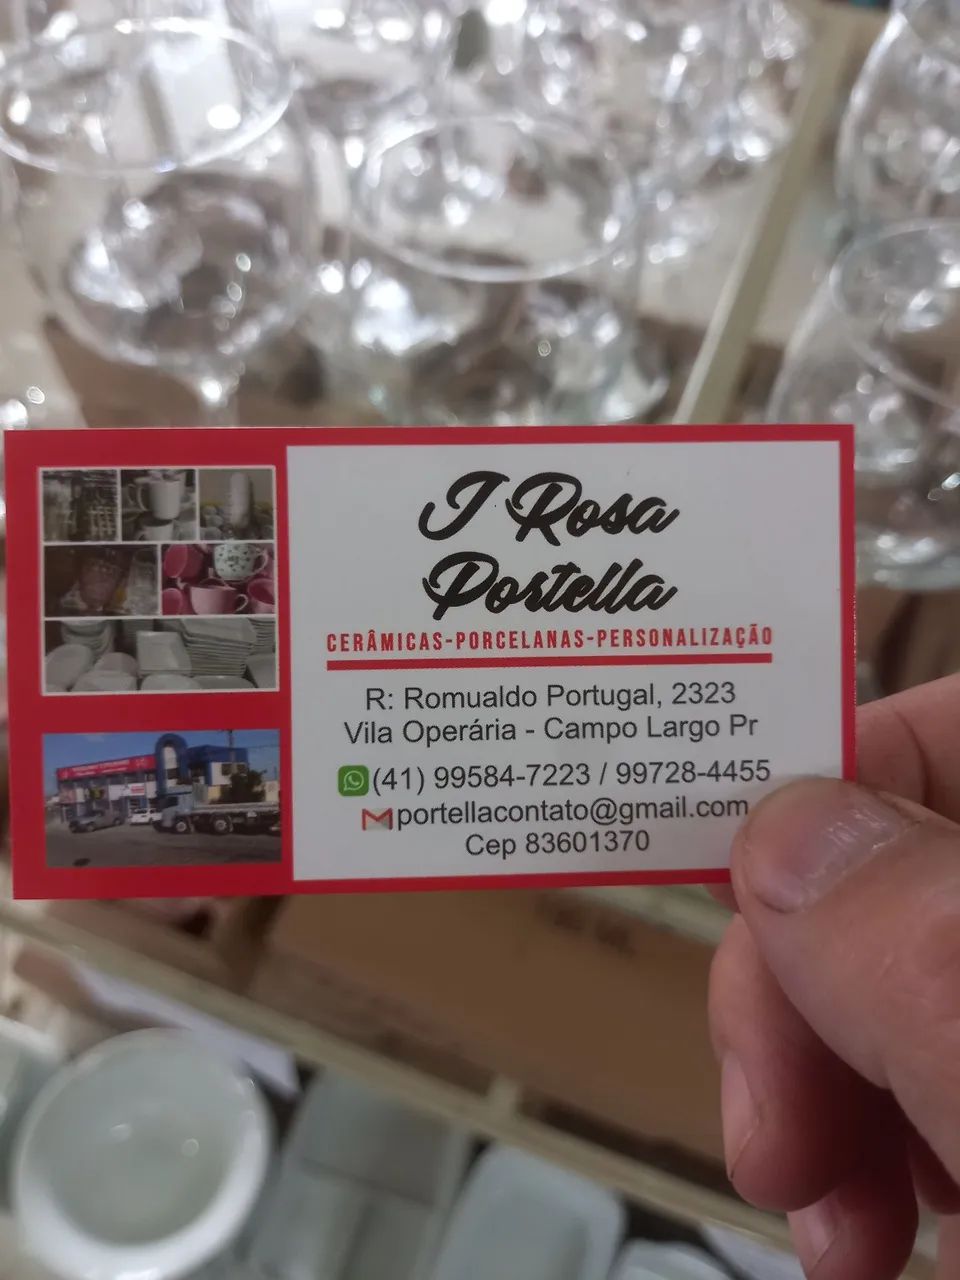 J Rosa
Portella
CERÂMICAS-PORCELANAS-PERSONALIZAÇÃO
R: Romualdo Portugal, 2323
Vila Operária - Campo Largo Pr
(41) 99584-7223 / 99728-4455
portellacontato@gmail.com
Cep 83601370